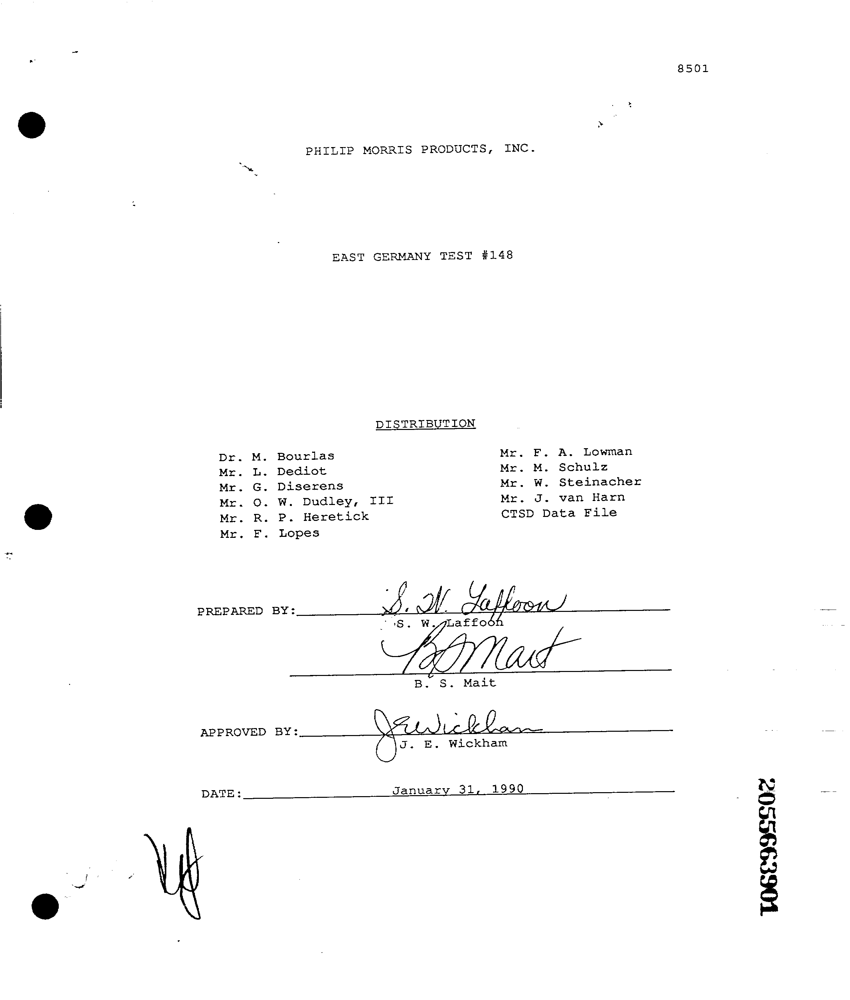 8501
PHILIP MORRIS PRODUCTS, INC.
EAST GERMANY TEST #148
DISTRIBUTION
Dr. M. Bourlas
Mr. L. Dediot
Mr. G. Diserens
Mr. O. W. Dudley, III
Mr. R. P. Heretick
Mr. F. Lopes
Mr. F. A. Lowman
Mr. M. Schulz
Mr. W. Steinacher
Mr. J. van Harn
CTSD Data File
PREPARED BY: S. W. Laffoon
S. W. Laffoon
B S Mait
B. S. Mait
APPROVED BY: J E Wickham
J. E. Wickham
DATE: January 31, 1990
2055663901